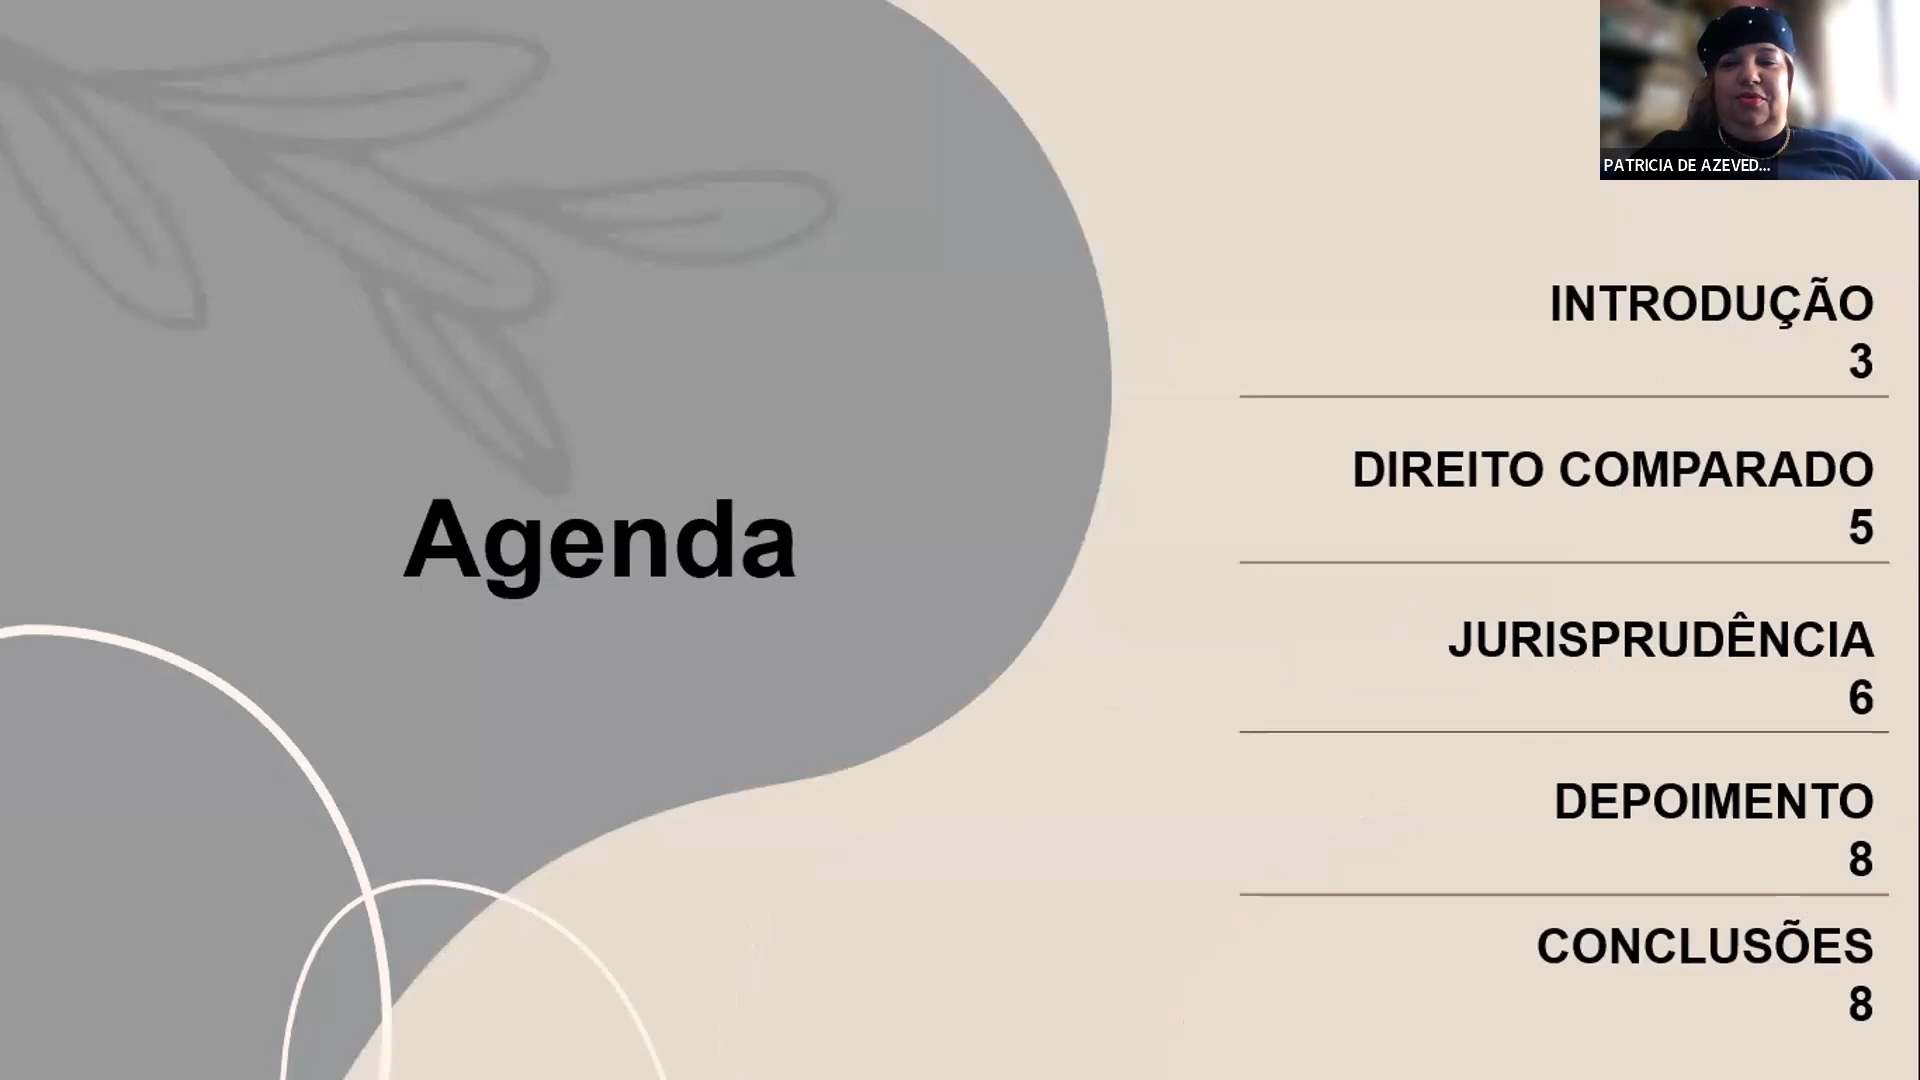 PATRICIA DE AZEVED...
Agenda
INTRODUÇÃO
3
DIREITO COMPARADO
5
JURISPRUDÊNCIA
6
DEPOIMENTO
8
CONCLUSÕES
8